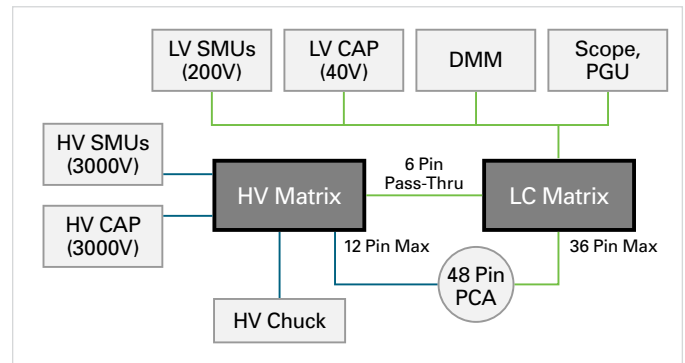 LV SMUs
(200V)
LV CAP
(40V)
DMM
Scope,
PGU
HV SMUs
(3000V)
HV CAP
(3000V)
HV Matrix
6 Pin
Pass-Thru
LC Matrix
12 Pin Max
36 Pin Max
48 Pin
PCA
HV Chuck